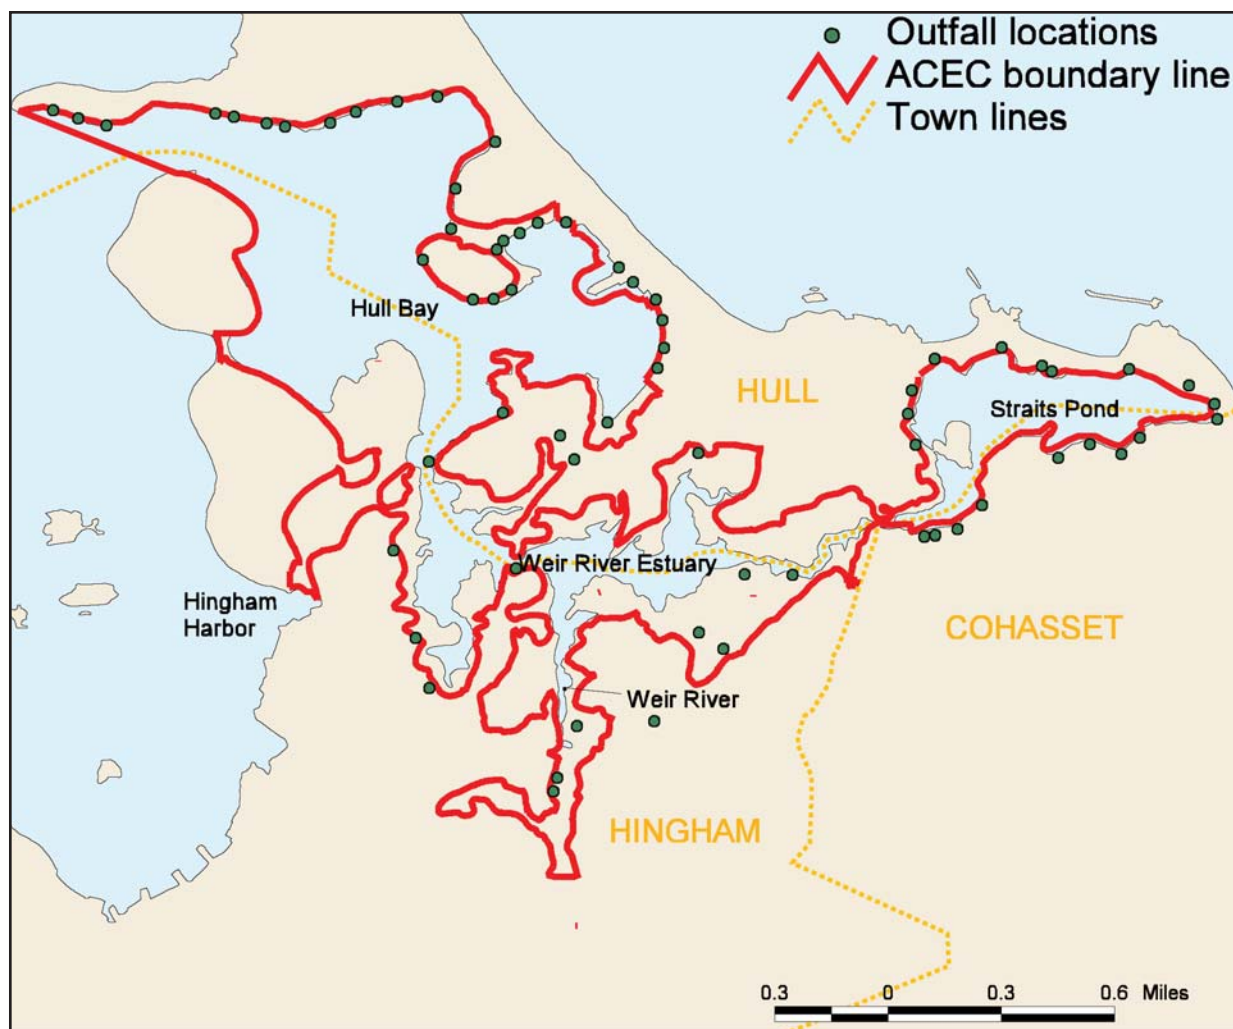 Outfall locations
ACEC boundary line
Town lines
Hull Bay
HULL
Straits Pond
Weir River Estuary
Hingham
Harbor
COHASSET
Weir River
HINGHAM
0.3 0 0.3 0.6 Miles